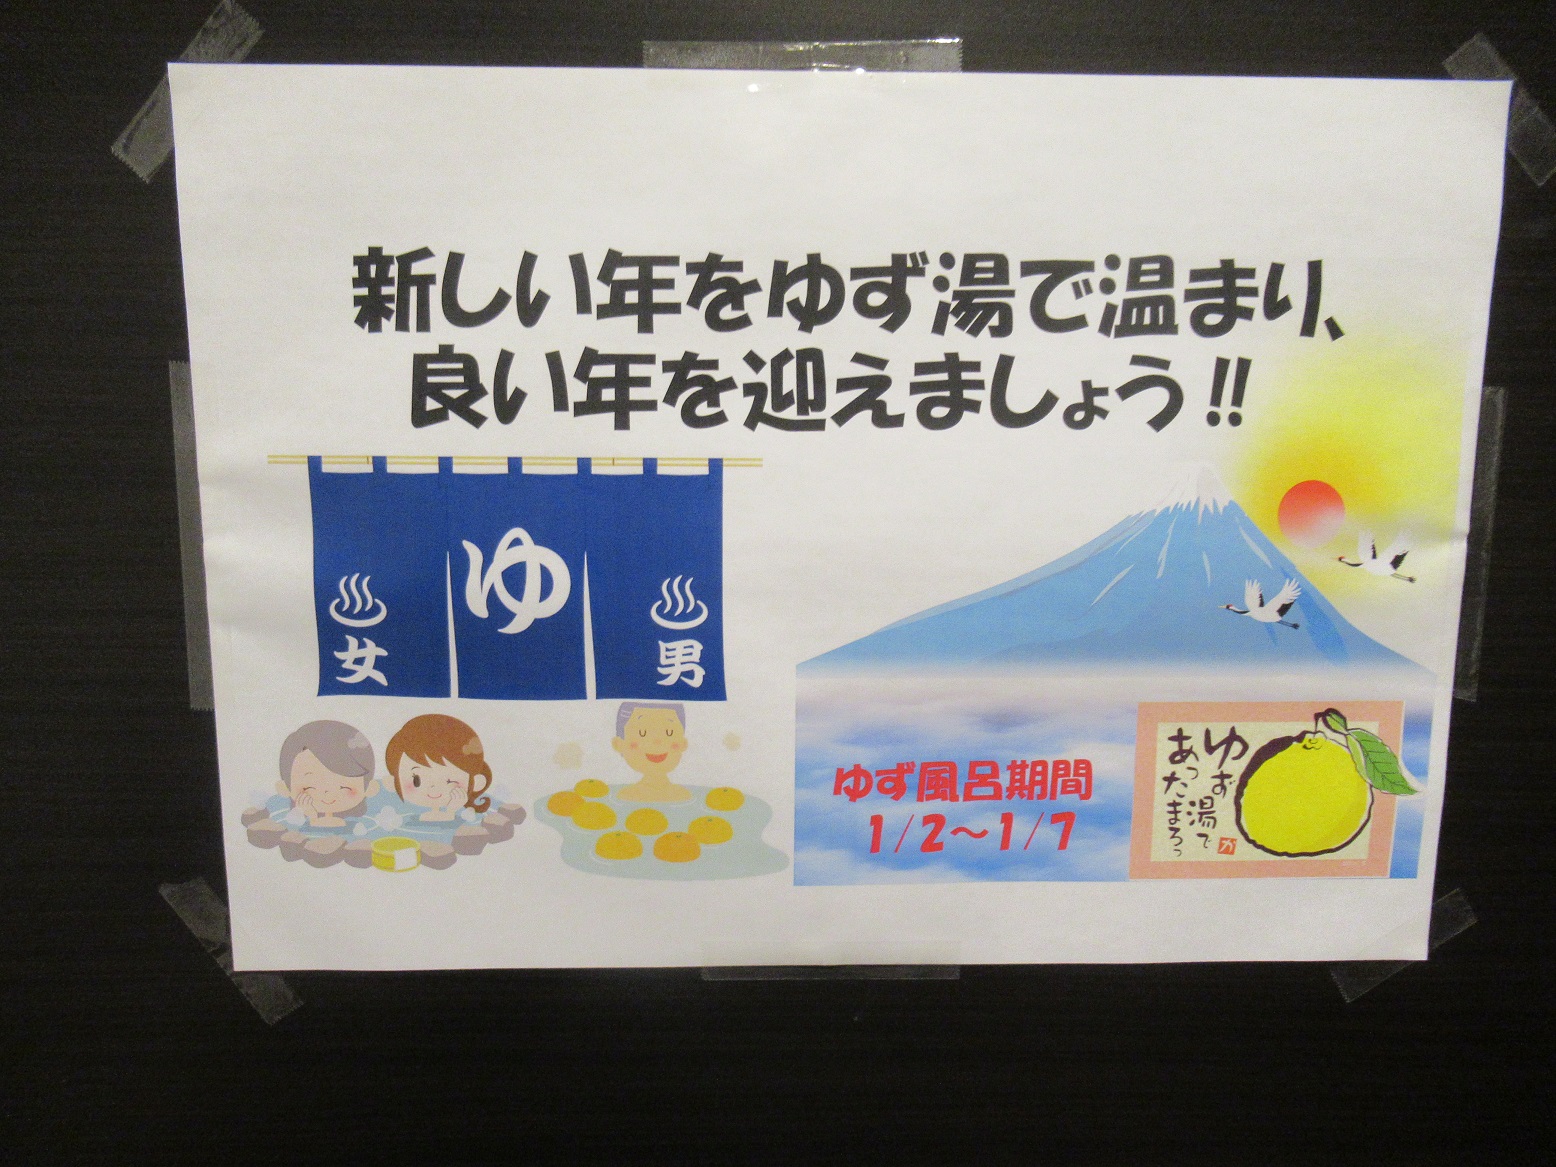 新しい年をゆず湯で温まり、
良い年を迎えましょう!!
ゆ
女
男
ゆず風呂期間
1/2〜1/7
ゆず湯で
あったまろっ
か